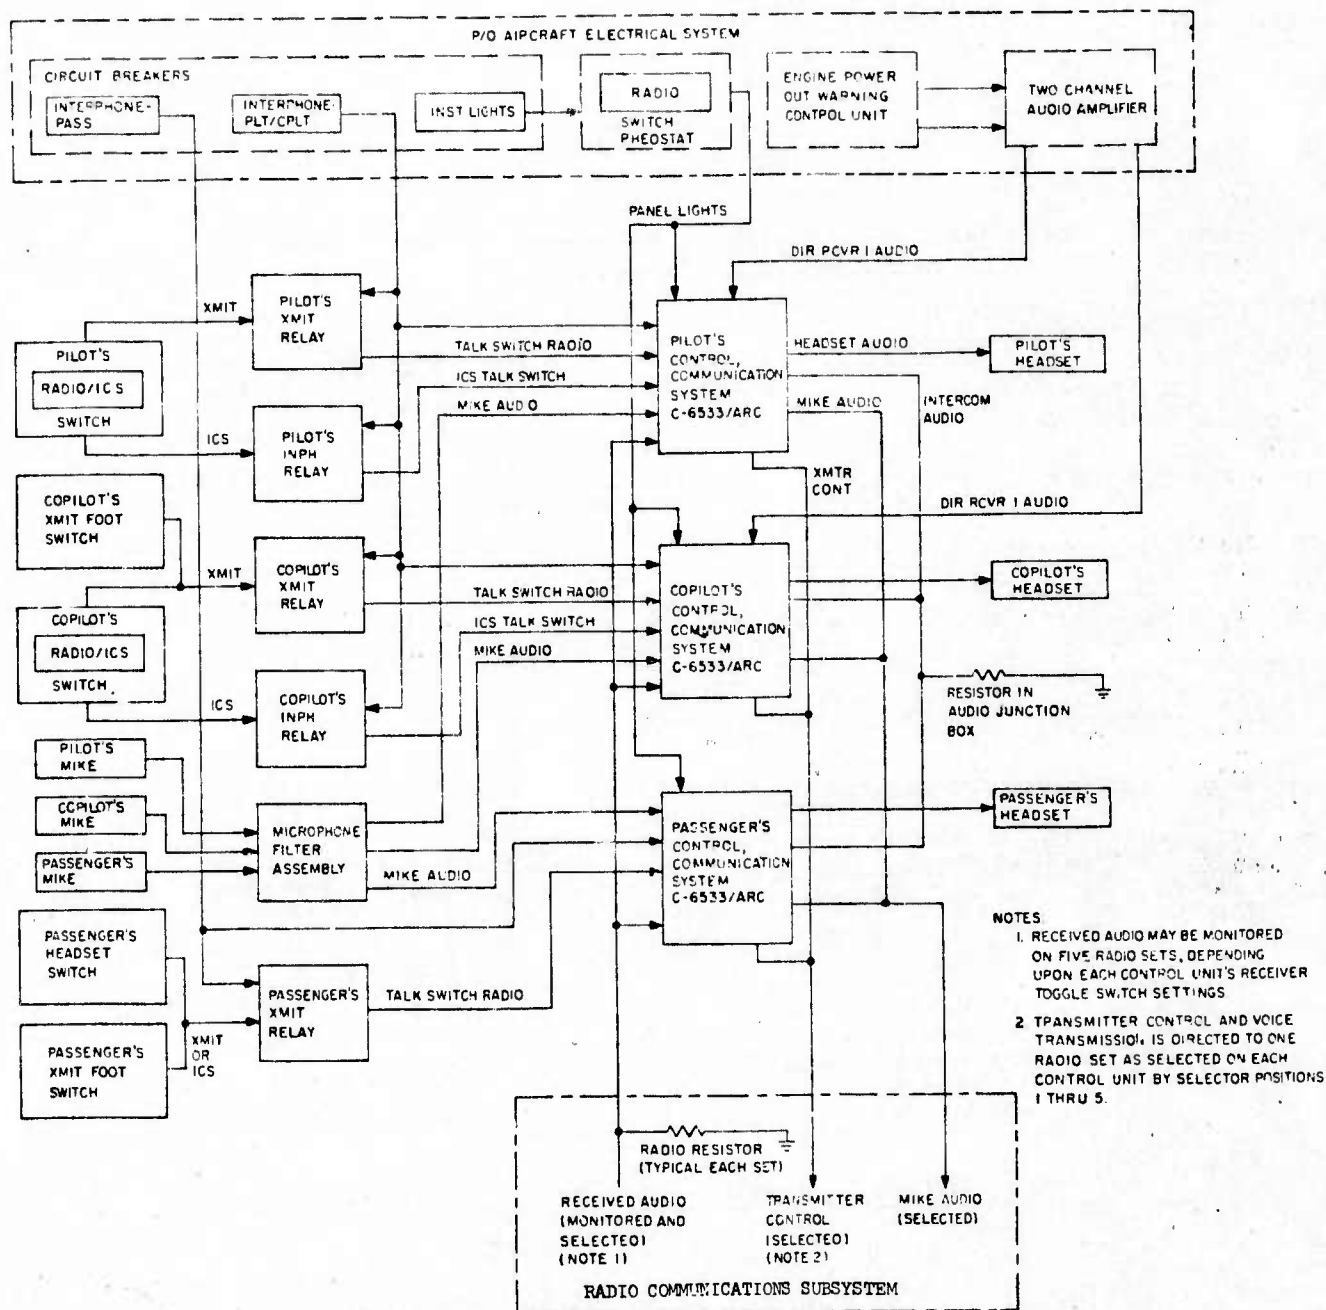 P/O AIPCRAFT ELECTRICAL SYSTEM
CIRCUIT BREAKERS
INTERPHONE-
PASS
INTERPHONE-
PLT/CPLT
INST LIGHTS
RADIO
SWITCH
PHEOSTAT
ENGINE POWER
OUT WARNING
CONTPOL UNIT
TWO CHANNEL
AUDIO AMPLIFIER
PANEL LIGHTS
DIR PCVR 1 AUDIO
XMIT
PILOT'S
XMIT
RELAY
PILOT'S
RADIO/ICS
SWITCH
TALK SWITCH RADIO
ICS TALK SWITCH
MIKE AUDIO
PILOT'S
CONTROL,
COMMUNICATION
SYSTEM
C-6533/ARC
HEADSET AUDIO
PILOT'S
HEADSET
MIKE AUDIO
INTERCOM
AUDIO
ICS
PILOT'S
INPH
RELAY
XMTR
CONT
COPILOT'S
XMIT FOOT
SWITCH
DIR RCVR 1 AUDIO
XMIT
COPILOT'S
XMIT
RELAY
TALK SWITCH RADIO
ICS TALK SWITCH
MIKE AUDIO
COPILOT'S
CONTROL,
COMMUNICATION
SYSTEM
C-6533/ARC
COPILOT'S
HEADSET
COPILOT'S
RADIO/ICS
SWITCH
ICS
COPILOT'S
INPH
RELAY
RESISTOR IN
AUDIO JUNCTION
BOX
PILOT'S
MIKE
COPILOT'S
MIKE
PASSENGER'S
MIKE
MICROPHONE
FILTER
ASSEMBLY
MIKE AUDIO
PASSENGER'S
CONTROL,
COMMUNICATION
SYSTEM
C-6533/ARC
PASSENGER'S
HEADSET
PASSENGER'S
HEADSET
SWITCH
PASSENGER'S
XMIT FOOT
SWITCH
XMIT
OR
ICS
PASSENGER'S
XMIT
RELAY
TALK SWITCH RADIO
NOTES:
1. RECEIVED AUDIO MAY BE MONITORED
ON FIVE RADIO SETS, DEPENDING
UPON EACH CONTROL UNIT'S RECEIVER
TOGGLE SWITCH SETTINGS
2 TPANSMITTER CONTROL AND VOICE
TRANSMISSION IS DIRECTED TO ONE
RADIO SET AS SELECTED ON EACH
CONTROL UNIT BY SELECTOR POSITIONS
1 THRU 5.
RADIO RESISTOR
(TYPICAL EACH SET)
RECEIVED AUDIO
(MONITORED AND
SELECTED)
(NOTE 1)
TRANSMITTER
CONTROL
(SELECTED)
(NOTE 2)
MIKE AUDIO
(SELECTED)
RADIO COMMUNICATIONS SUBSYSTEM